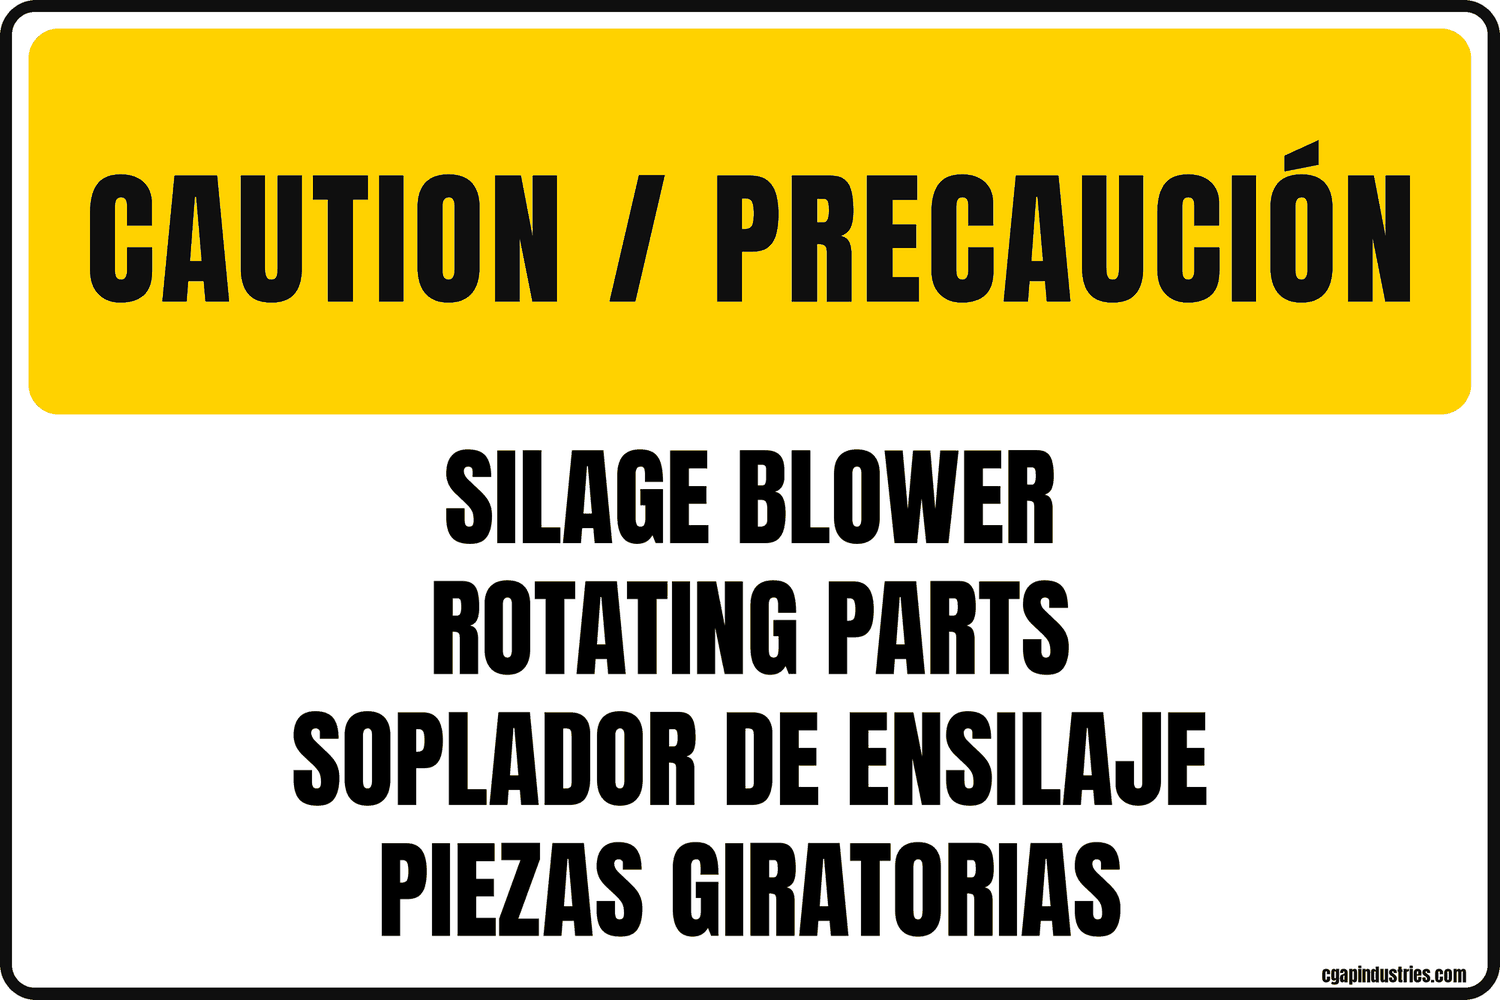 CAUTION / PRECAUCIÓN
SILAGE BLOWER
ROTATING PARTS
SOPLADOR DE ENSILAJE
PIEZAS GIRATORIAS
cgapindustries.com